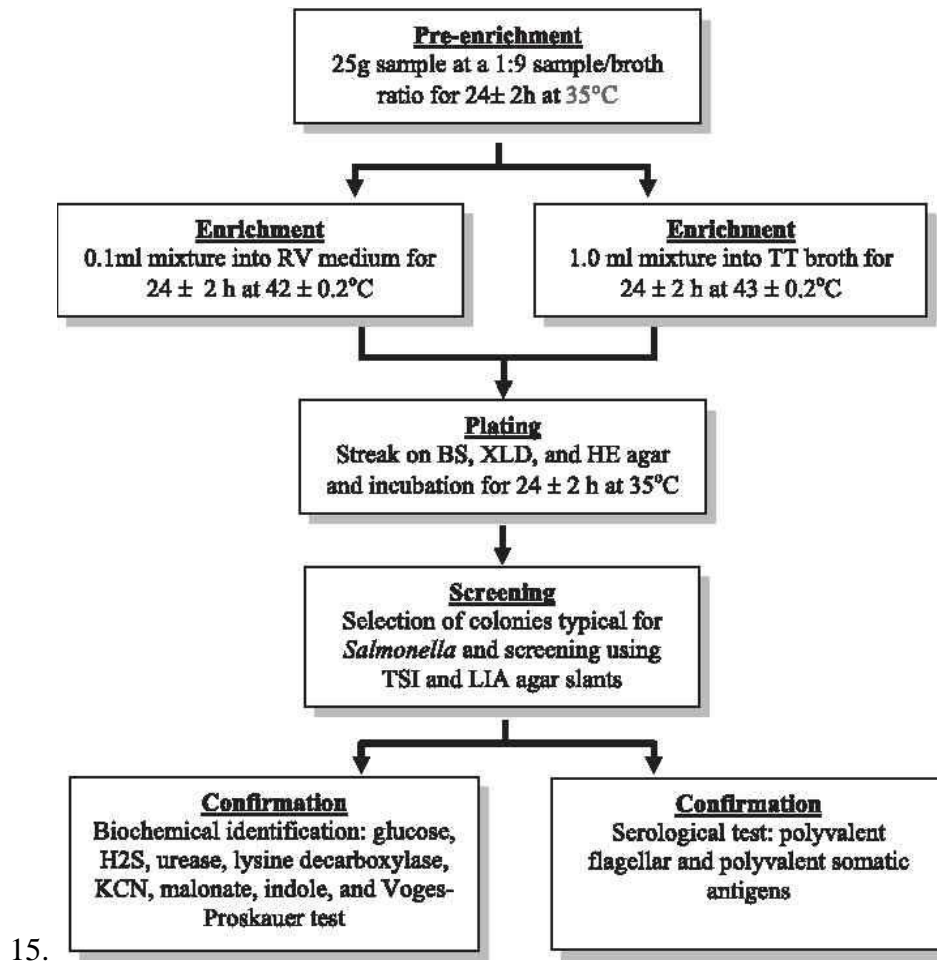 Pre-enrichment
25g sample at a 1:9 sample/broth
ratio for 24± 2h at 35°C
Enrichment
0.1ml mixture into RV medium for
24 ± 2 h at 42 ± 0.2°C
Enrichment
1.0 ml mixture into TT broth for
24 ± 2 h at 43 ± 0.2°C
Plating
Streak on BS, XLD, and HE agar
and incubation for 24 ± 2 h at 35°C
Screening
Selection of colonies typical for
Salmonella and screening using
TSI and LIA agar slants
Confirmation
Biochemical identification: glucose,
H2S, urease, lysine decarboxylase,
KCN, malonate, indole, and Voges-
Proskauer test
Confirmation
Serological test: polyvalent
flagellar and polyvalent somatic
antigens
15.